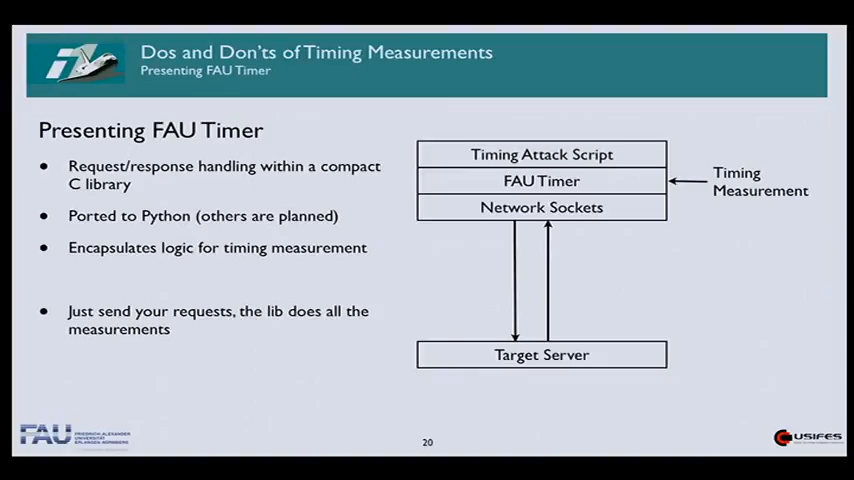 Dos and Don'ts of Timing Measurements
Presenting FAU Timer
Presenting FAU Timer
● Request/response handling within a compact
C library
● Ported to Python (others are planned)
● Encapsulates logic for timing measurement
● Just send your requests, the lib does all the
measurements
Timing Attack Script
FAU Timer
Network Sockets
Timing
Measurement
Target Server
FAU
FRIEDRICH-ALEXANDER
UNIVERSITÄT
ERLANGEN-NÜRNBERG
20
USIFES